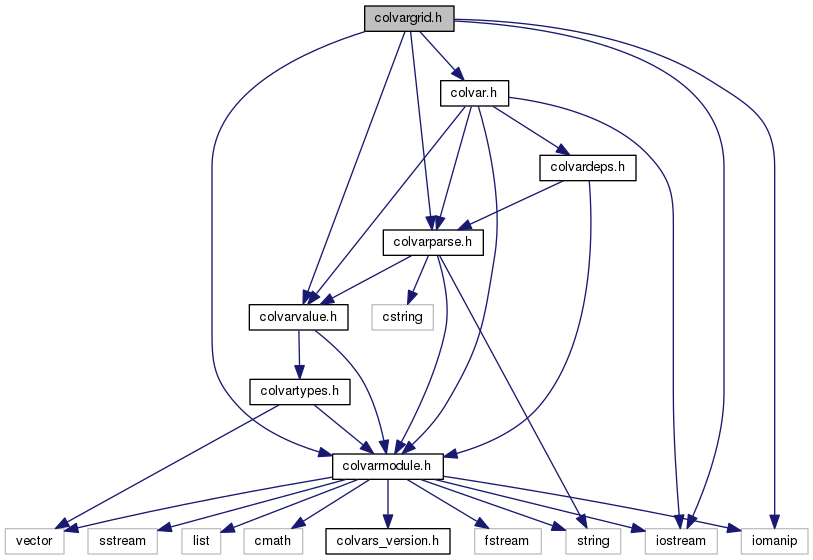 colvargrid.h
colvar.h
colvardeps.h
colvarparse.h
colvarvalue.h
cstring
colvartypes.h
colvarmodule.h
vector
sstream
list
cmath
colvars_version.h
fstream
string
iostream
iomanip